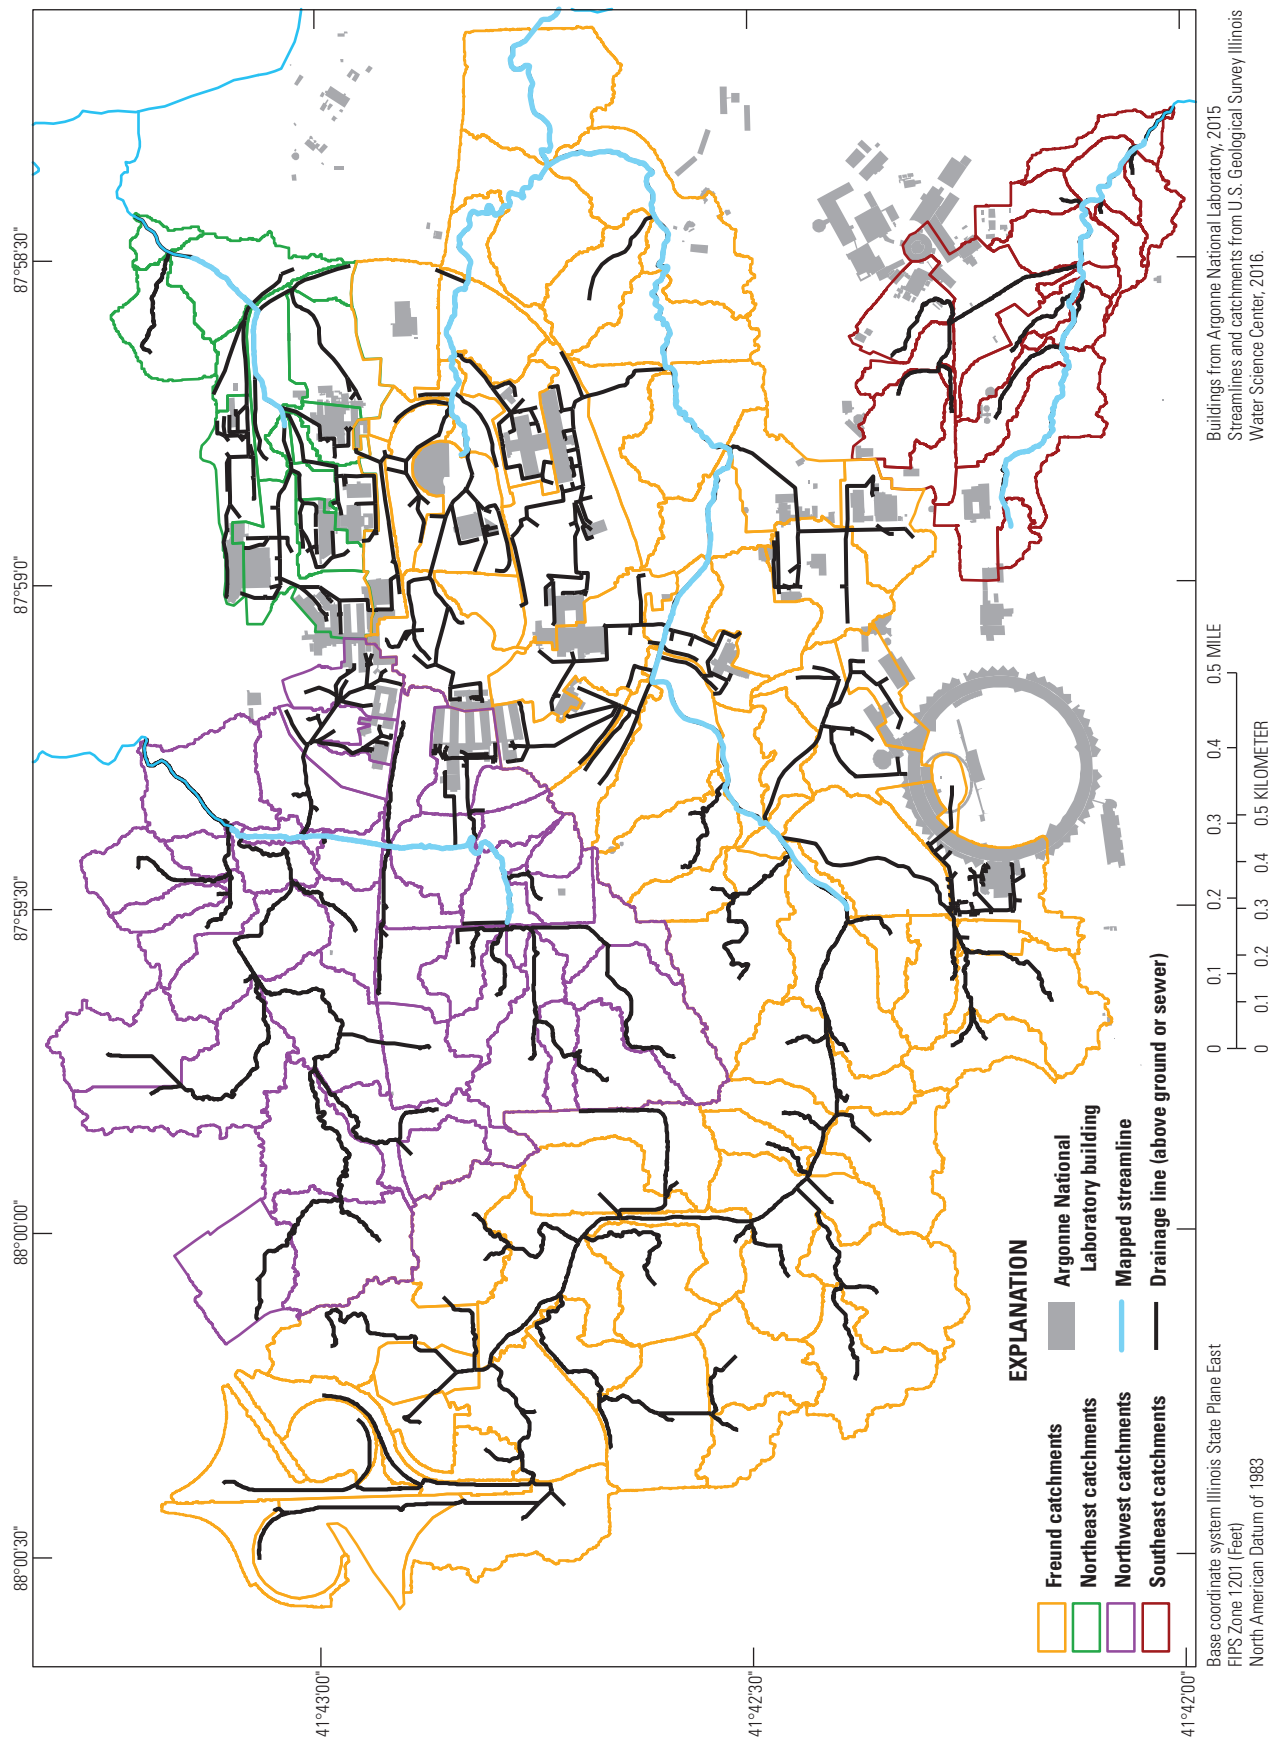 88°00'30"
88°00'00"
87°59'30"
87°59'0"
87°58'30"
41°43'00"
41°42'30"
41°42'00"
EXPLANATION
Freund catchments
Northeast catchments
Northwest catchments
Southeast catchments
Argonne National
Laboratory building
Mapped streamline
Drainage line (above ground or sewer)
0 0.1 0.2 0.3 0.4 0.5 MILE
0 0.1 0.2 0.3 0.4 0.5 KILOMETER
Base coordinate system Illinois State Plane East
FIPS Zone 1201 (Feet)
North American Datum of 1983
Buildings from Argonne National Laboratory, 2015
Streamlines and catchments from U.S. Geological Survey Illinois
Water Science Center, 2016.